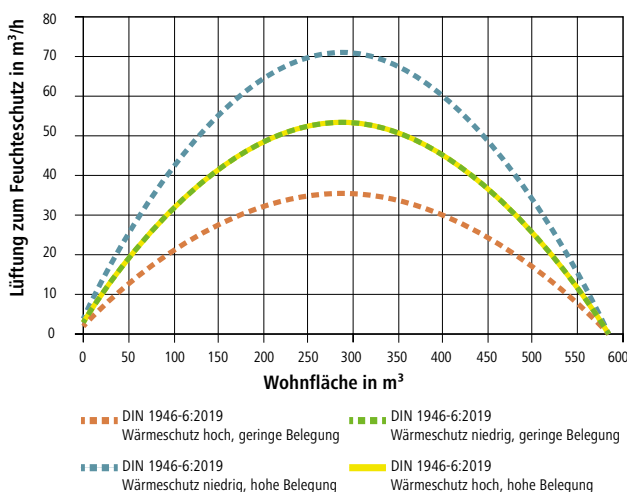 Lüftung zum Feuchteschutz in m³/h
80
70
60
50
40
30
20
10
0
0 50 100 150 200 250 300 350 400 450 500 550 600
Wohnfläche in m³
DIN 1946-6:2019
Wärmeschutz hoch, geringe Belegung
DIN 1946-6:2019
Wärmeschutz niedrig, geringe Belegung
DIN 1946-6:2019
Wärmeschutz niedrig, hohe Belegung
DIN 1946-6:2019
Wärmeschutz hoch, hohe Belegung